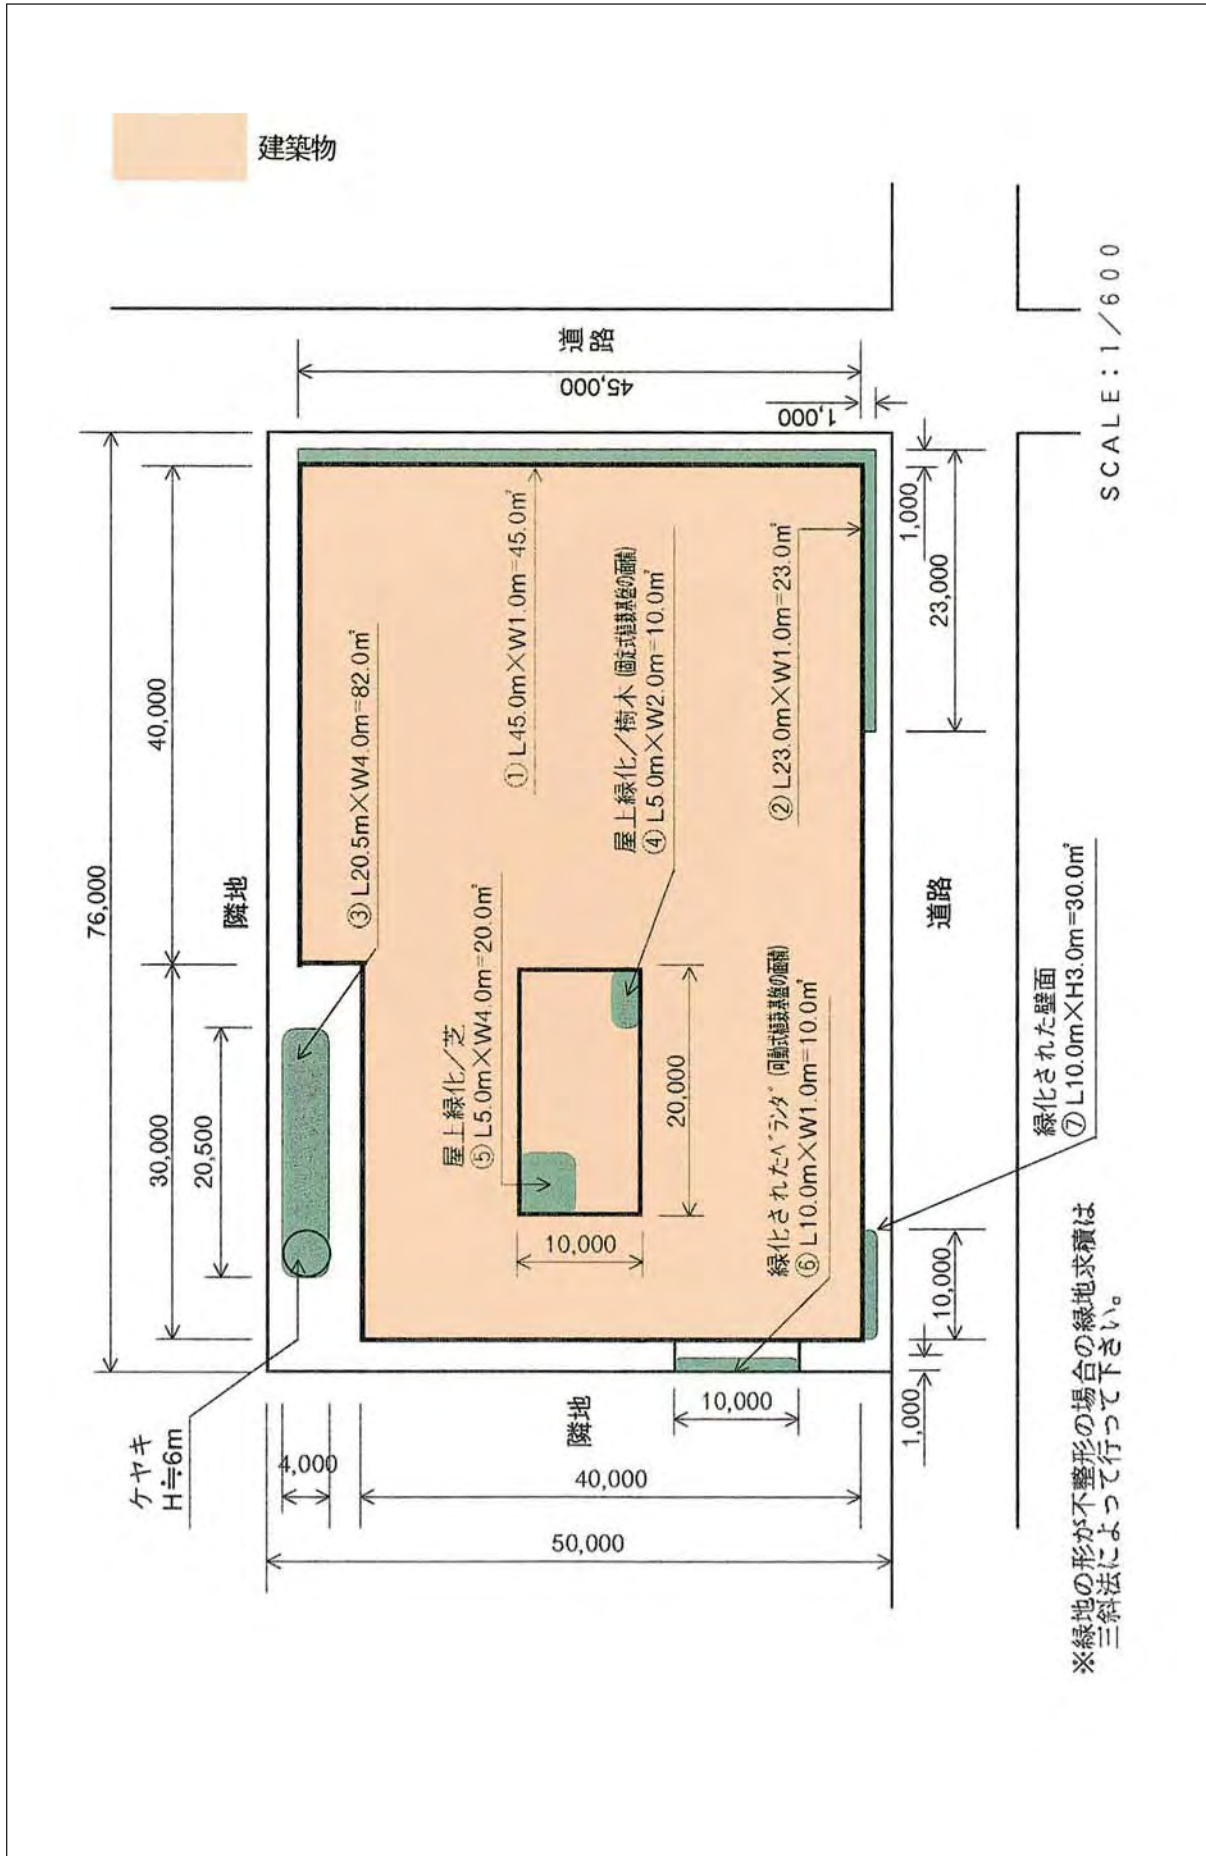 建築物
76,000
40,000
30,000
20,500
隣地
③ L20.5m×W4.0m=82.0㎡
道路
45,000
1,000
① L45.0m×W1.0m=45.0㎡
屋上緑化/樹木 (固定式植栽基盤の面積)
④ L5.0m×W2.0m=10.0㎡
② L23.0m×W1.0m=23.0㎡
屋上緑化/芝
⑤ L5.0m×W4.0m=20.0㎡
10,000
20,000
緑化されたベランダ (可動式植栽基盤の面積)
⑥ L10.0m×W1.0m=10.0㎡
1,000
23,000
道路
10,000
1,000
緑化された壁面
⑦ L10.0m×H3.0m=30.0㎡
ケヤキ
H≒6m
4,000
隣地
10,000
40,000
50,000
※緑地の形が不整形の場合の緑地求積は
三斜法によって行って下さい。
SCALE:1/600